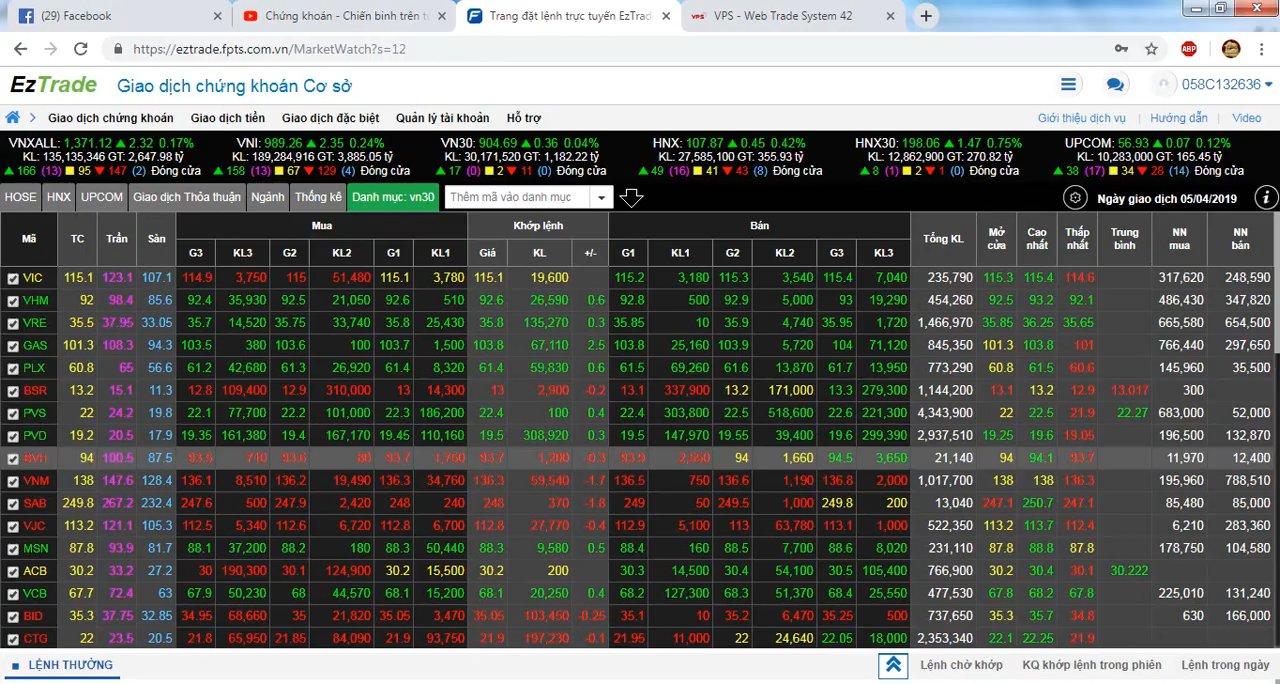 (29) Facebook
Chứng khoán - Chiến binh trên t
Trang đặt lệnh trực tuyến EzTrad
VPS - Web Trade System 42
https://eztrade.fpts.com.vn/MarketWatch?s=12
ABP
EzTrade Giao dịch chứng khoán Cơ sở
058C132636
Giao dịch chứng khoán Giao dịch tiền Giao dịch đặc biệt Quản lý tài khoản Hỗ trợ
Giới thiệu dịch vụ | Hướng dẫn | Video
VNXALL: 1,371.12 ▲ 2.32 0.17% VNI: 989.26 ▲ 2.35 0.24% VN30: 904.69 ▲ 0.36 0.04% HNX: 107.87 ▲ 0.45 0.42% HNX30: 198.06 ▲ 1.47 0.75% UPCOM: 56.93 ▲ 0.07 0.12%
KL: 135,135,346 GT: 2,647.98 tỷ KL: 189,284,916 GT: 3,885.05 tỷ KL: 30,171,520 GT: 1,182.22 tỷ KL: 27,585,100 GT: 355.93 tỷ KL: 12,862,900 GT: 270.82 tỷ KL: 10,283,000 GT: 165.45 tỷ
▲ 166 (13) ■ 95 ▼ 147 (2) Đóng cửa ▲ 158 (13) ■ 67 ▼ 129 (4) Đóng cửa ▲ 17 (0) ■ 2 ▼ 11 (0) Đóng cửa ▲ 49 (16) ■ 41 ▼ 43 (8) Đóng cửa ▲ 8 (1) ■ 2 ▼ 1 (0) Đóng cửa ▲ 38 (17) ■ 34 ▼ 28 (14) Đóng cửa
HOSE HNX UPCOM Giao dịch Thỏa thuận Ngành Thống kê Danh mục: vn30 Thêm mã vào danh mục
Ngày giao dịch 05/04/2019
Mã TC Trần Sàn Mua Khớp lệnh Bán Tổng KL Mở cửa Cao nhất Thấp nhất Trung bình NN mua NN bán
G3 KL3 G2 KL2 G1 KL1 Giá KL +/- G1 KL1 G2 KL2 G3 KL3
VIC 115.1 123.1 107.1 114.9 3,750 115 51,480 115.1 3,780 115.1 19,600 115.2 3,180 115.3 3,540 115.4 7,040 235,790 115.3 115.4 114.6 317,620 248,590
VHM 92 98.4 85.6 92.4 35,930 92.5 21,050 92.6 510 92.6 26,590 0.6 92.8 500 92.9 5,000 93 19,290 454,260 92.5 93.2 92.1 486,430 347,820
VRE 35.5 37.95 33.05 35.7 14,520 35.75 33,740 35.8 25,430 35.8 135,270 0.3 35.85 10 35.9 4,740 35.95 1,720 1,466,970 35.85 36.25 35.65 665,580 654,500
GAS 101.3 108.3 94.3 103.5 380 103.6 100 103.7 1,500 103.8 67,110 2.5 103.8 25,160 103.9 5,720 104 71,120 845,350 101.3 103.8 101 766,440 297,650
PLX 60.8 65 56.6 61.2 42,680 61.3 26,920 61.4 8,320 61.4 59,830 0.6 61.5 69,260 61.6 13,870 61.7 13,950 773,290 60.8 61.5 60.6 145,960 35,500
BSR 13.2 15.1 11.3 12.8 109,400 12.9 310,000 13 14,300 13 2,900 -0.2 13.1 337,900 13.2 171,000 13.3 279,300 1,144,200 13.1 13.2 12.9 13.017 300
PVS 22 24.2 19.8 22.1 77,700 22.2 101,000 22.3 186,200 22.4 100 0.4 22.4 303,800 22.5 518,600 22.6 221,300 4,343,900 22 22.5 21.9 22.27 683,000 52,000
PVD 19.2 20.5 17.9 19.35 161,380 19.4 167,170 19.45 110,160 19.5 308,920 0.3 19.5 147,970 19.55 39,400 19.6 299,390 2,937,510 19.25 19.6 19.05 196,500 132,870
BVH 94 100.5 87.5 93.5 710 93.6 80 93.7 1,200 -0.3 93.9 94 1,660 94.5 3,650 21,140 94 94.1 93.7 11,970 12,400
VNM 138 147.6 128.4 136.1 8,510 136.2 19,490 136.3 34,760 136.3 59,540 -1.7 136.5 750 136.6 1,190 136.8 2,000 1,017,700 138 138 136.3 195,960 788,510
SAB 249.8 267.2 232.4 247.6 500 247.9 2,420 248 240 248 370 -1.8 249 50 249.5 1,000 249.8 200 13,040 247.1 250.7 247.1 85,480 85,000
VJC 113.2 121.1 105.3 112.5 5,340 112.6 6,720 112.8 6,700 112.8 27,770 -0.4 112.9 5,100 113 63,780 113.1 1,000 522,350 113.2 113.7 112.4 6,210 283,360
MSN 87.8 93.9 81.7 88.1 37,200 88.2 180 88.3 50,440 88.3 9,580 0.5 88.4 160 88.5 7,700 88.6 8,020 231,110 87.8 88.8 87.8 178,750 104,580
ACB 30.2 33.2 27.2 30 190,300 30.1 124,900 30.2 15,500 30.2 200 30.3 14,500 30.4 54,100 30.5 105,400 766,900 30.2 30.4 30.1 30.222
VCB 67.7 72.4 63 67.9 50,230 68 44,570 68.1 15,200 68.1 20,250 0.4 68.2 127,300 68.3 51,370 68.4 25,550 477,530 67.8 68.2 67.8 225,010 131,240
BID 35.3 37.75 32.85 34.95 68,660 35 21,820 35.05 3,470 35.05 103,450 -0.25 35.1 10 35.2 6,470 35.25 500 737,650 35.3 35.7 34.8 630 166,000
CTG 22 23.5 20.5 21.8 65,950 21.85 84,090 21.9 93,750 21.9 197,230 -0.1 21.95 11,000 22 24,640 22.05 18,000 2,353,340 22.1 22.25 21.9
LỆNH THƯỜNG
Lệnh chờ khớp KQ khớp lệnh trong phiên Lệnh trong ngày